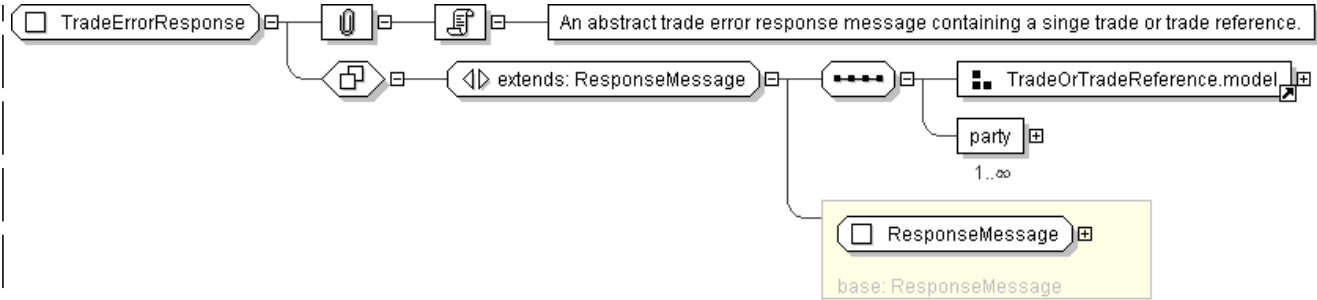 TradeErrorResponse
An abstract trade error response message containing a singe trade or trade reference.
extends: ResponseMessage
TradeOrTradeReference.model
party
1..∞
ResponseMessage
base: ResponseMessage